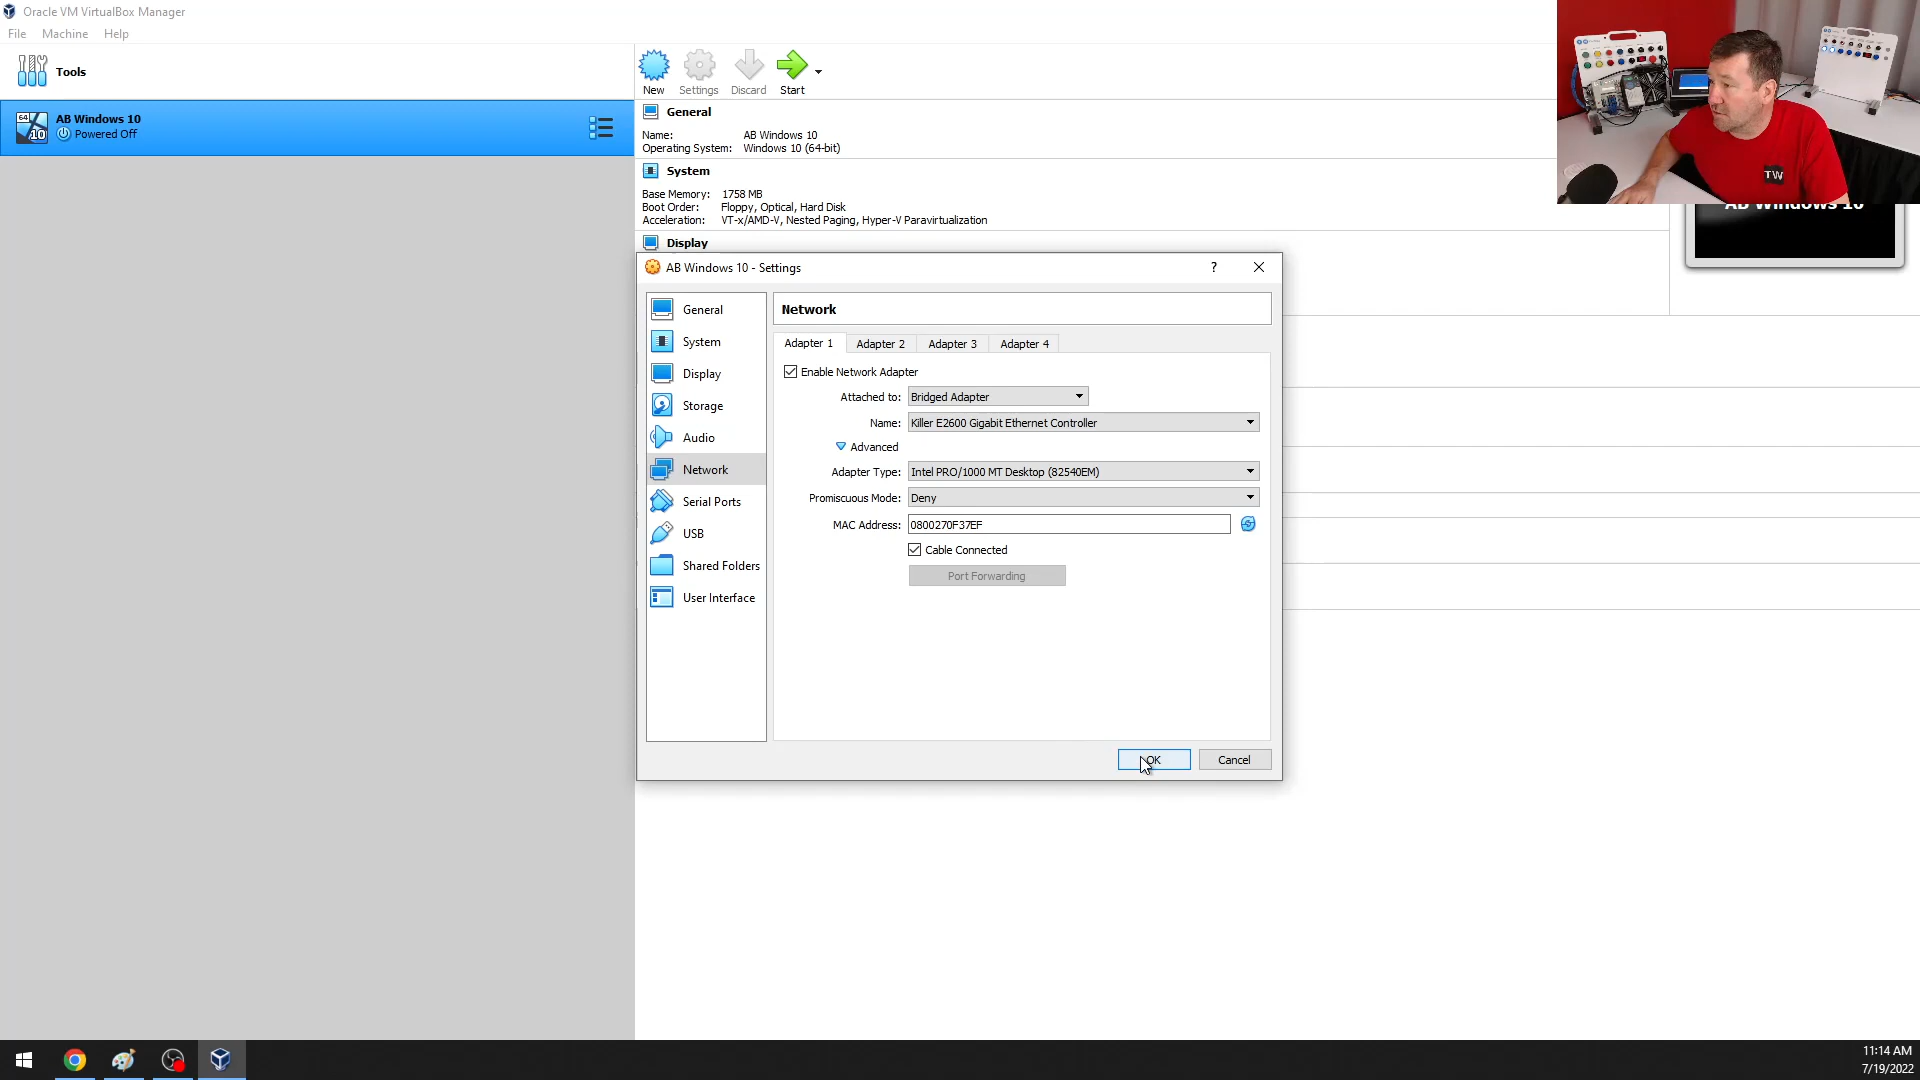 Oracle VM VirtualBox Manager
File Machine Help
Tools
New Settings Discard Start
64
10
AB Windows 10
Powered Off
General
Name: AB Windows 10
Operating System: Windows 10 (64-bit)
System
Base Memory: 1758 MB
Boot Order: Floppy, Optical, Hard Disk
Acceleration: VT-x/AMD-V, Nested Paging, Hyper-V Paravirtualization
Display
TW
AB Windows 10
AB Windows 10 - Settings
General
System
Display
Storage
Audio
Network
Serial Ports
USB
Shared Folders
User Interface
Network
Adapter 1 Adapter 2 Adapter 3 Adapter 4
Enable Network Adapter
Attached to: Bridged Adapter
Name: Killer E2600 Gigabit Ethernet Controller
Advanced
Adapter Type: Intel PRO/1000 MT Desktop (82540EM)
Promiscuous Mode: Deny
MAC Address: 0800270F37EF
Cable Connected
Port Forwarding
OK Cancel
11:14 AM
7/19/2022